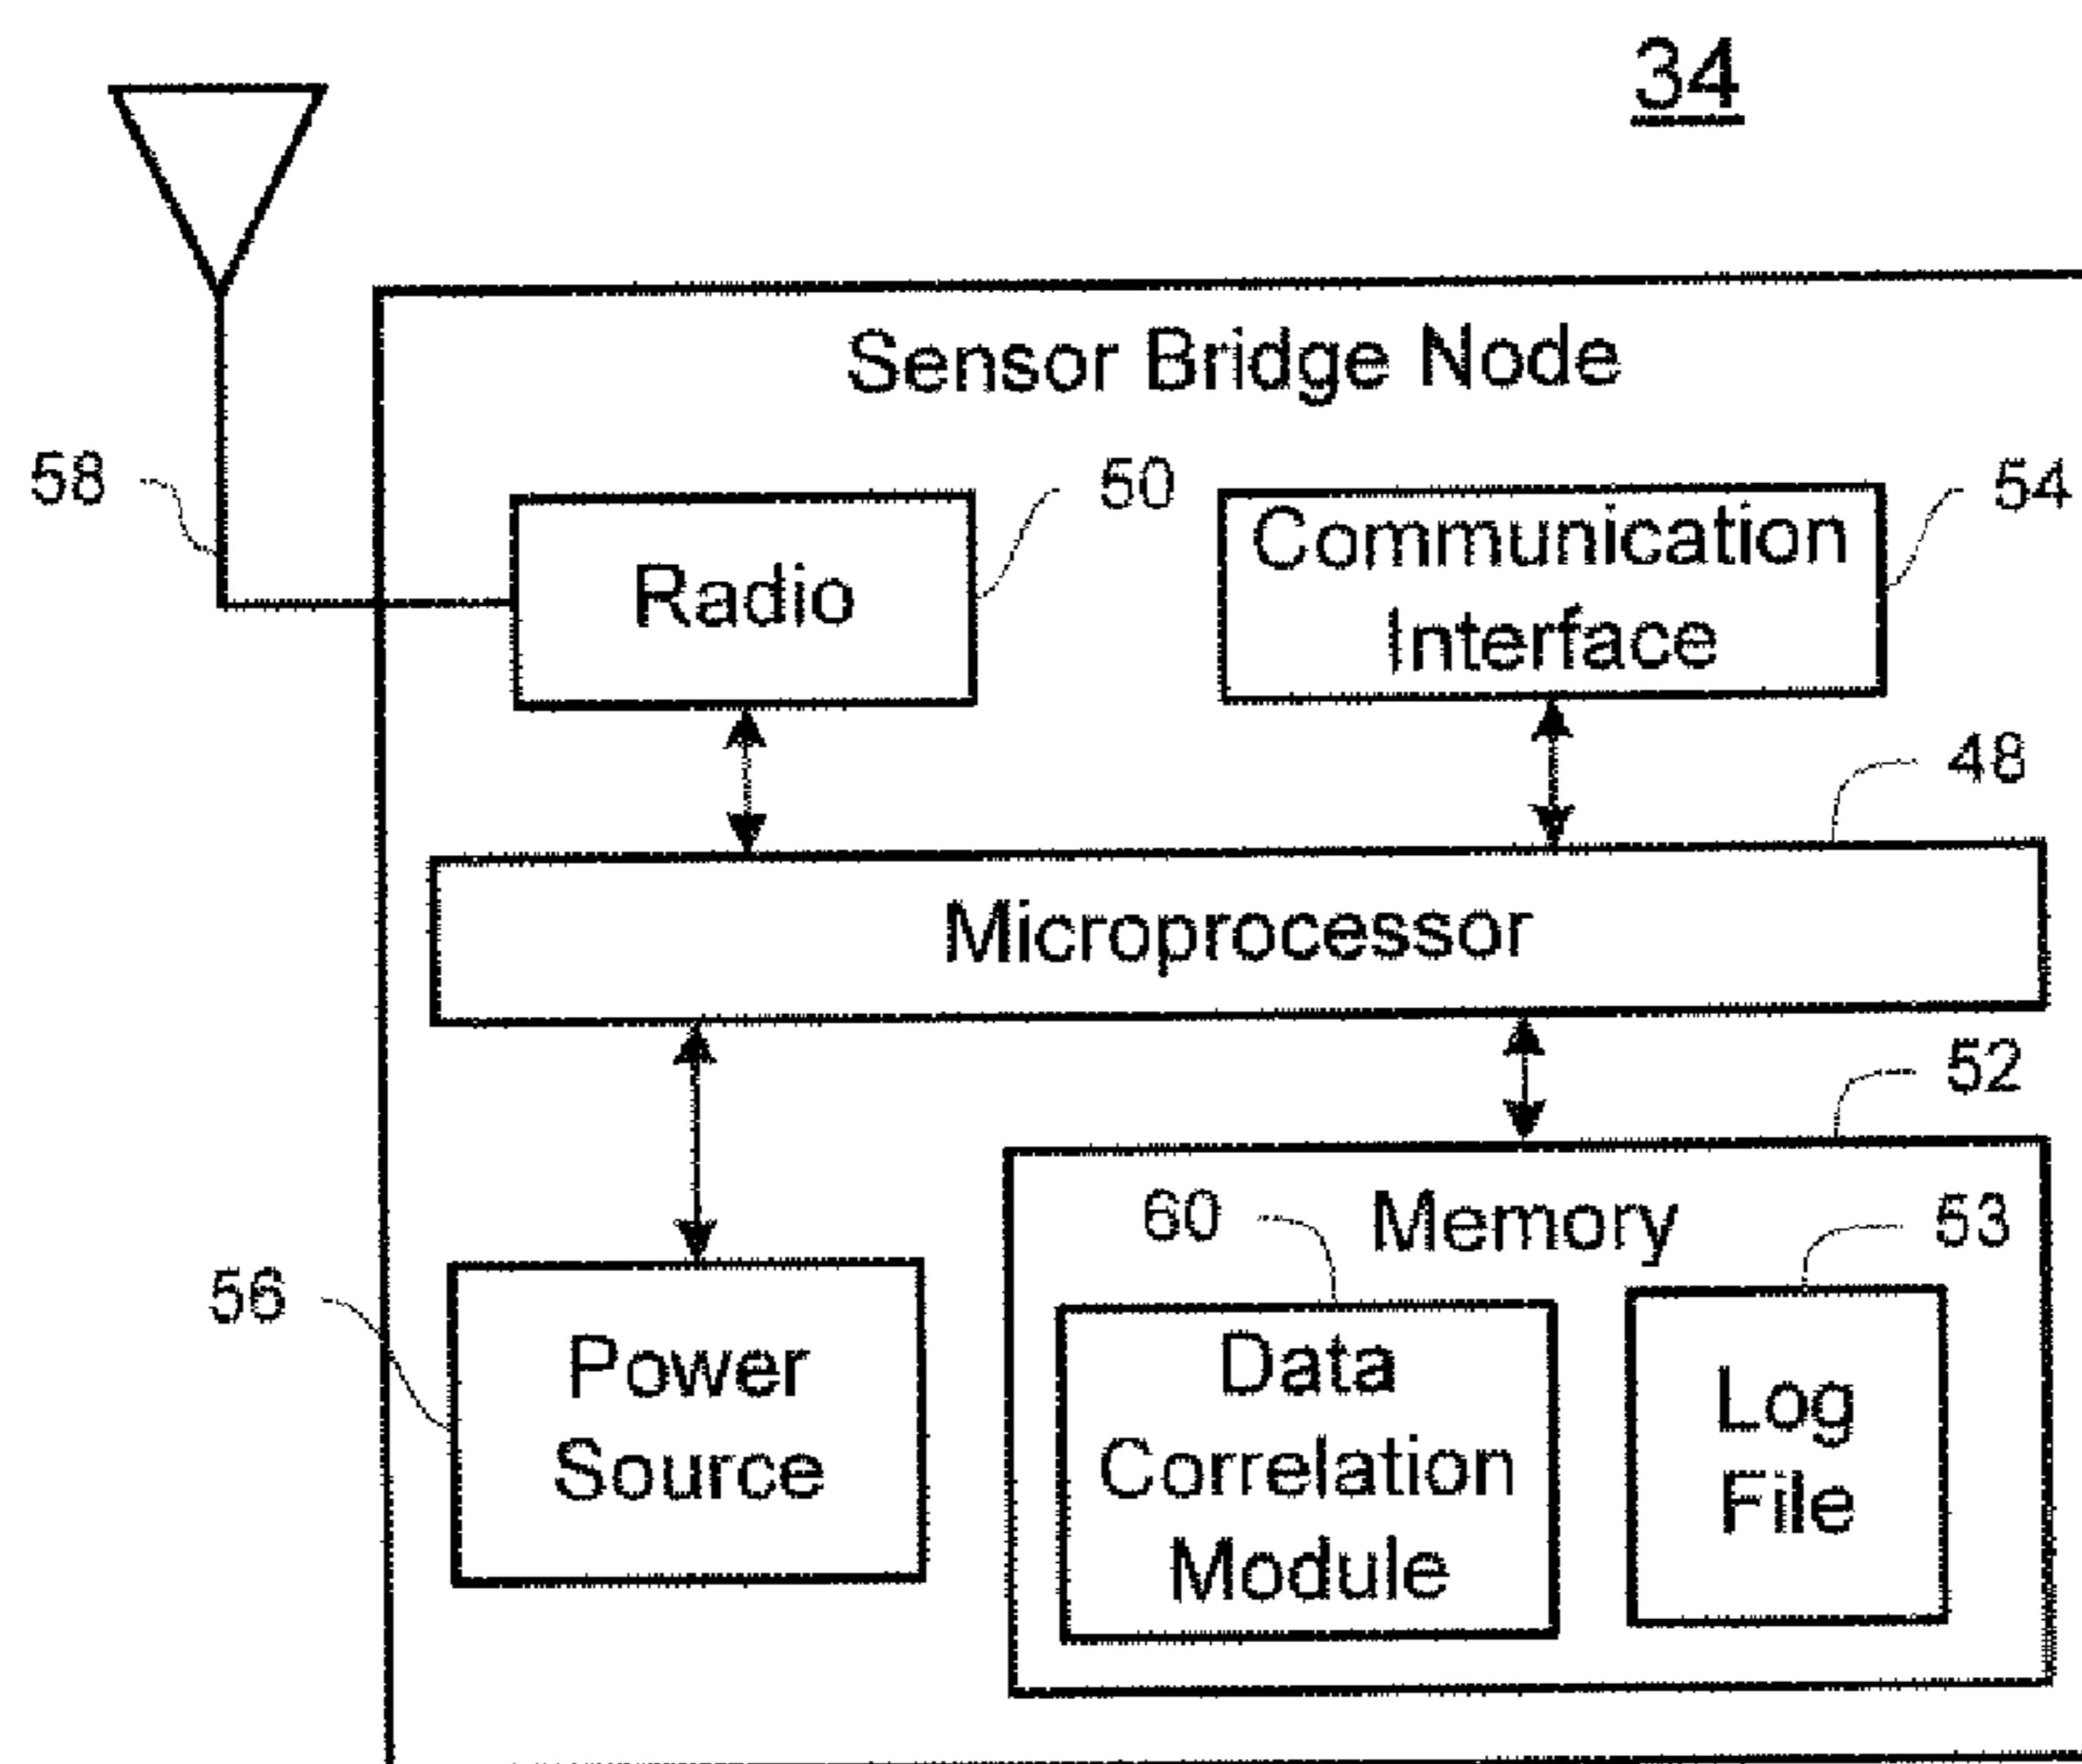 34
Sensor Bridge Node
58
50
54
Radio
Communication
Interface
48
Microprocessor
52
60
Memory
53
56
Power
Source
Data
Correlation
Module
Log
File